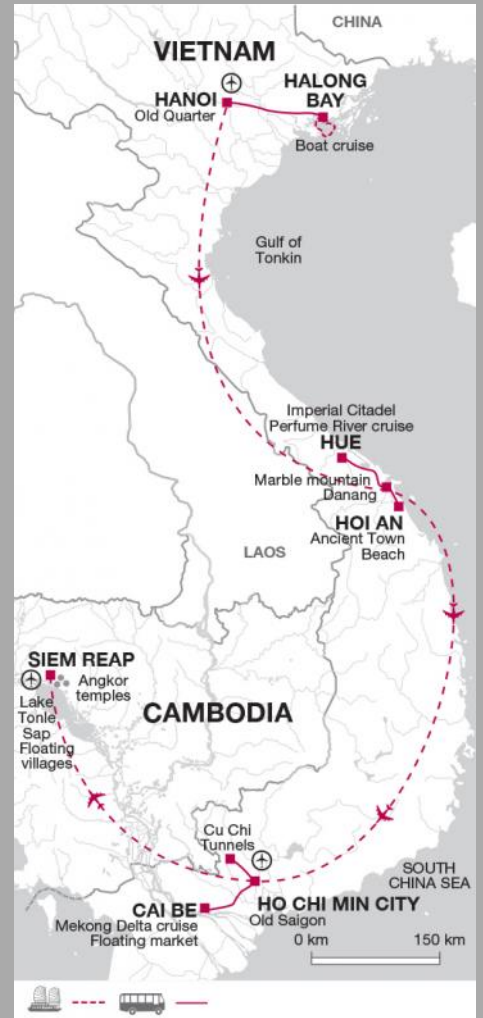 CHINA
VIETNAM
HANOI
Old Quarter
HALONG
BAY
Boat cruise
Gulf of
Tonkin
Imperial Citadel
Perfume River cruise
HUE
Marble mountain
Danang
HOI AN
Ancient Town
Beach
LAOS
SIEM REAP
Angkor
temples
Lake
Tonle
Sap
Floating
villages
CAMBODIA
Cu Chi
Tunnels
SOUTH
CHINA SEA
CAI BE
Mekong Delta cruise
Floating market
HO CHI MIN CITY
Old Saigon
0 km 150 km